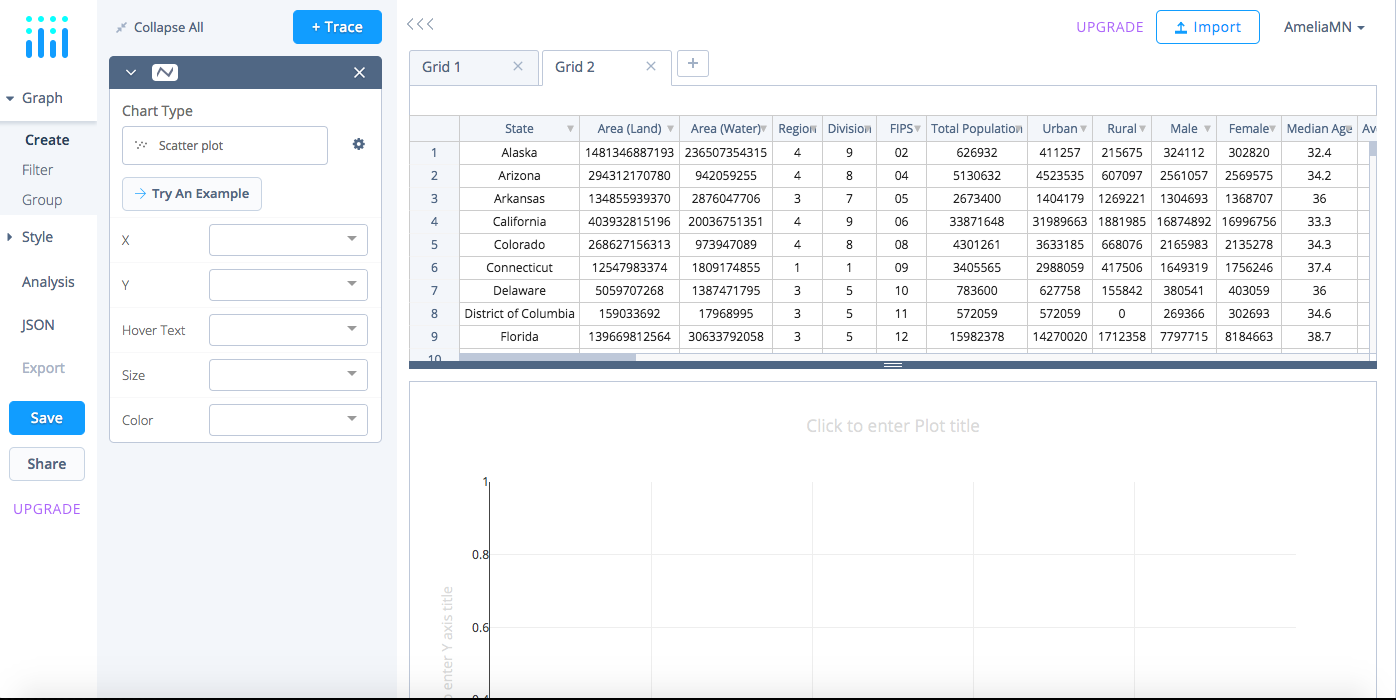 Collapse All
+ Trace
UPGRADE
Import
AmeliaMN
Graph
Create
Filter
Group
Style
Analysis
JSON
Export
Save
Share
UPGRADE
Chart Type
Scatter plot
Try An Example
X
Y
Hover Text
Size
Color
Grid 1
Grid 2
+
State Area (Land) Area (Water) Region Division FIPS Total Population Urban Rural Male Female Median Age Av
1 Alaska 1481346887193 236507354315 4 9 02 626932 411257 215675 324112 302820 32.4
2 Arizona 294312170780 942059255 4 8 04 5130632 4523535 607097 2561057 2569575 34.2
3 Arkansas 134855939370 2876047706 3 7 05 2673400 1404179 1269221 1304693 1368707 36
4 California 403932815196 20036751351 4 9 06 33871648 31989663 1881985 16874892 16996756 33.3
5 Colorado 268627156313 973947089 4 8 08 4301261 3633185 668076 2165983 2135278 34.3
6 Connecticut 12547983374 1809174855 1 1 09 3405565 2988059 417506 1649319 1756246 37.4
7 Delaware 5059707268 1387471795 3 5 10 783600 627758 155842 380541 403059 36
8 District of Columbia 159033692 17968995 3 5 11 572059 572059 0 269366 302693 34.6
9 Florida 139669812564 30633792058 3 5 12 15982378 14270020 1712358 7797715 8184663 38.7
10
Click to enter Plot title
1
0.8
0.6
0.4
o enter Y axis title